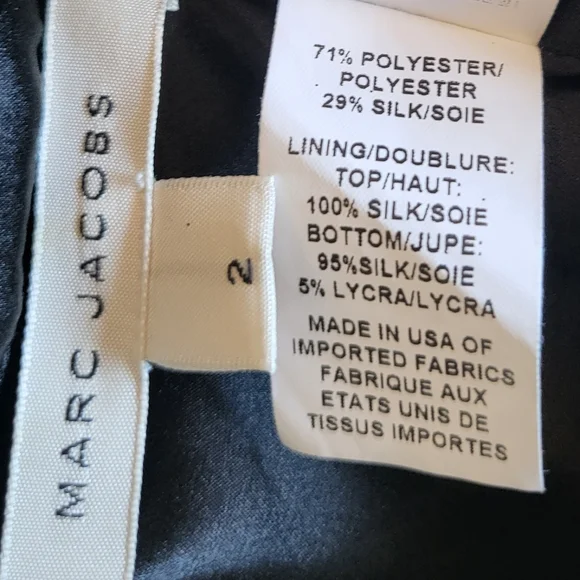 MARC JACOBS
2
71% POLYESTER/
POLYESTER
29% SILK/SOIE
LINING/DOUBLURE:
TOP/HAUT:
100% SILK/SOIE
BOTTOM/JUPE:
95%SILK/SOIE
5% LYCRA/LYCRA
MADE IN USA OF
IMPORTED FABRICS
FABRIQUE AUX
ETATS UNIS DE
TISSUS IMPORTES